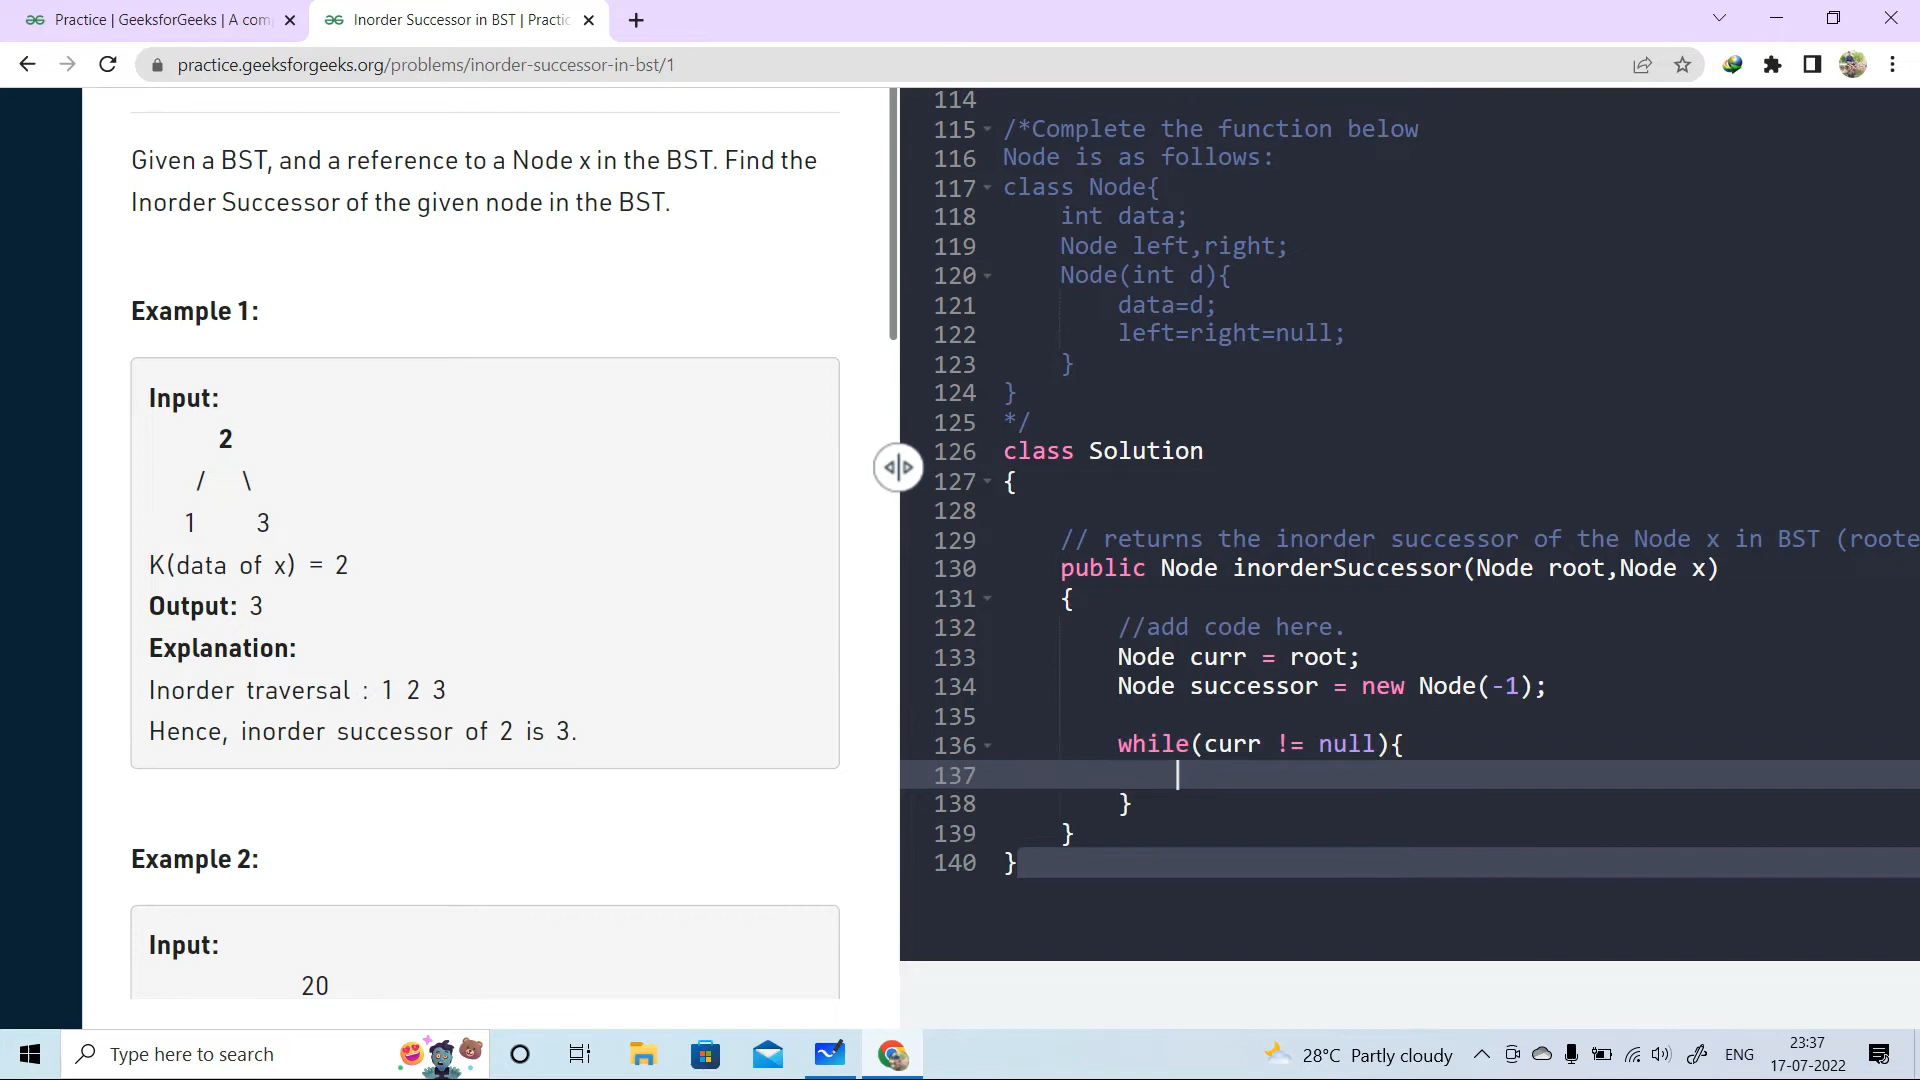 Practice | GeeksforGeeks | A com
Inorder Successor in BST | Practic
practice.geeksforgeeks.org/problems/inorder-successor-in-bst/1
Given a BST, and a reference to a Node x in the BST. Find the
Inorder Successor of the given node in the BST.
Example 1:
Input:
2
/ \
1 3
K(data of x) = 2
Output: 3
Explanation:
Inorder traversal : 1 2 3
Hence, inorder successor of 2 is 3.
Example 2:
Input:
20
114
115 /*Complete the function below
116 Node is as follows:
117 class Node{
118 int data;
119 Node left,right;
120 Node(int d){
121 data=d;
122 left=right=null;
123 }
124 }
125 */
126 class Solution
127 {
128
129 // returns the inorder successor of the Node x in BST (roote
130 public Node inorderSuccessor(Node root,Node x)
131 {
132 //add code here.
133 Node curr = root;
134 Node successor = new Node(-1);
135
136 while(curr != null){
137
138 }
139 }
140 }
Type here to search
28°C Partly cloudy
ENG
23:37
17-07-2022